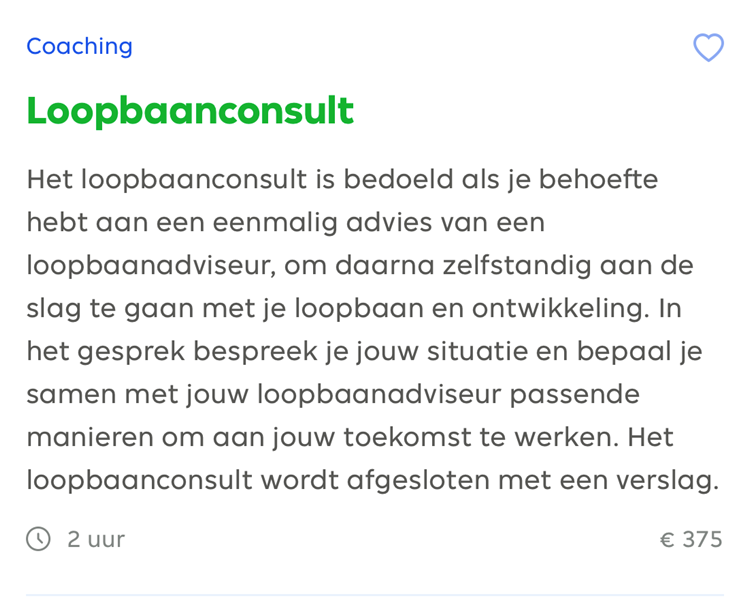 Coaching
Loopbaanconsult
Het loopbaanconsult is bedoeld als je behoefte
hebt aan een eenmalig advies van een
loopbaanadviseur, om daarna zelfstandig aan de
slag te gaan met je loopbaan en ontwikkeling. In
het gesprek bespreek je jouw situatie en bepaal je
samen met jouw loopbaanadviseur passende
manieren om aan jouw toekomst te werken. Het
loopbaanconsult wordt afgesloten met een verslag.
2 uur
€ 375